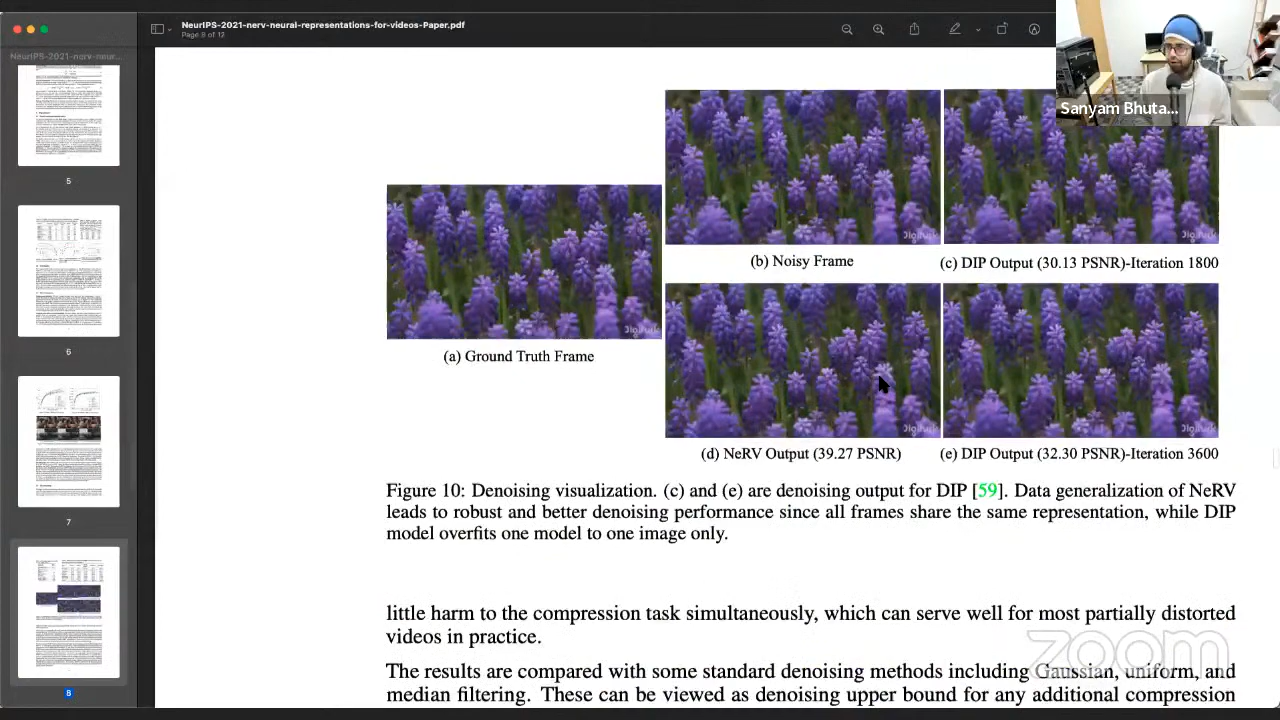 NeurIPS-2021-nerv-neural-representations-for-videos-Paper.pdf
Page 9 of 12
NeurIPS-2021-nerv-neur...
5
6
7
8
Sanyam Bhuta...
(b) Noisy Frame
(c) DIP Output (30.13 PSNR)-Iteration 1800
(a) Ground Truth Frame
(d) NeRV Output (39.27 PSNR)
(e) DIP Output (32.30 PSNR)-Iteration 3600
Figure 10: Denoising visualization. (c) and (e) are denoising output for DIP [59]. Data generalization of NeRV
leads to robust and better denoising performance since all frames share the same representation, while DIP
model overfits one model to one image only.
little harm to the compression task simultaneously, which can serve well for most partially distorted
videos in practice.
The results are compared with some standard denoising methods including Gaussian, uniform, and
median filtering. These can be viewed as denoising upper bound for any additional compression
zoom